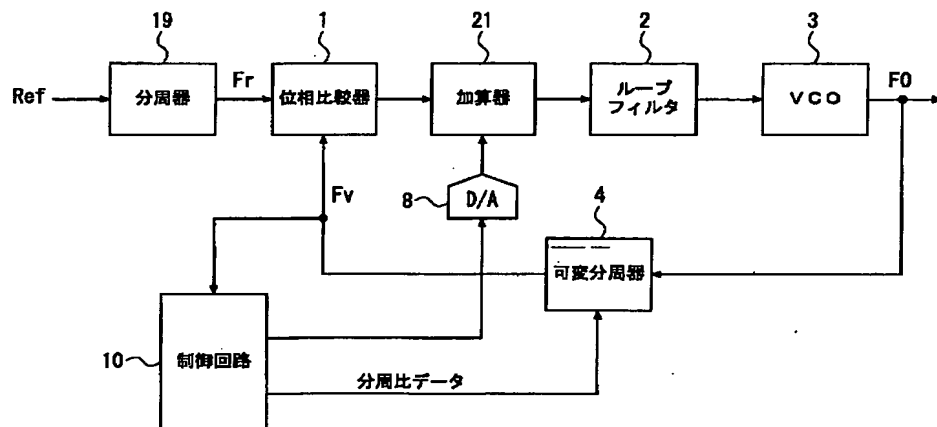 19
1
21
2
3
Ref
分周器
Fr
位相比較器
加算器
ループ
フィルタ
VCO
FO
Fv
8
D/A
4
可変分周器
10
制御回路
分周比データ